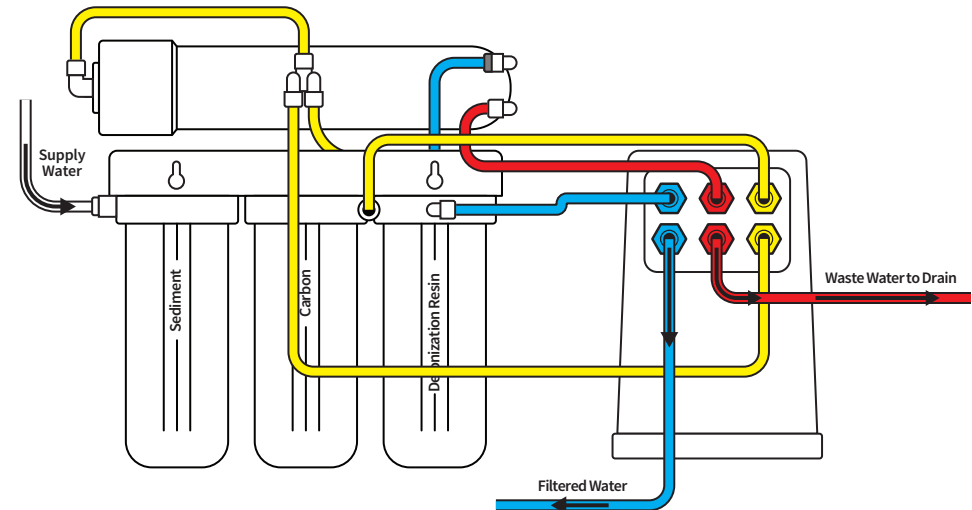 Supply
Water
Sediment
Carbon
Deionization Resin
Waste Water to Drain
Filtered Water